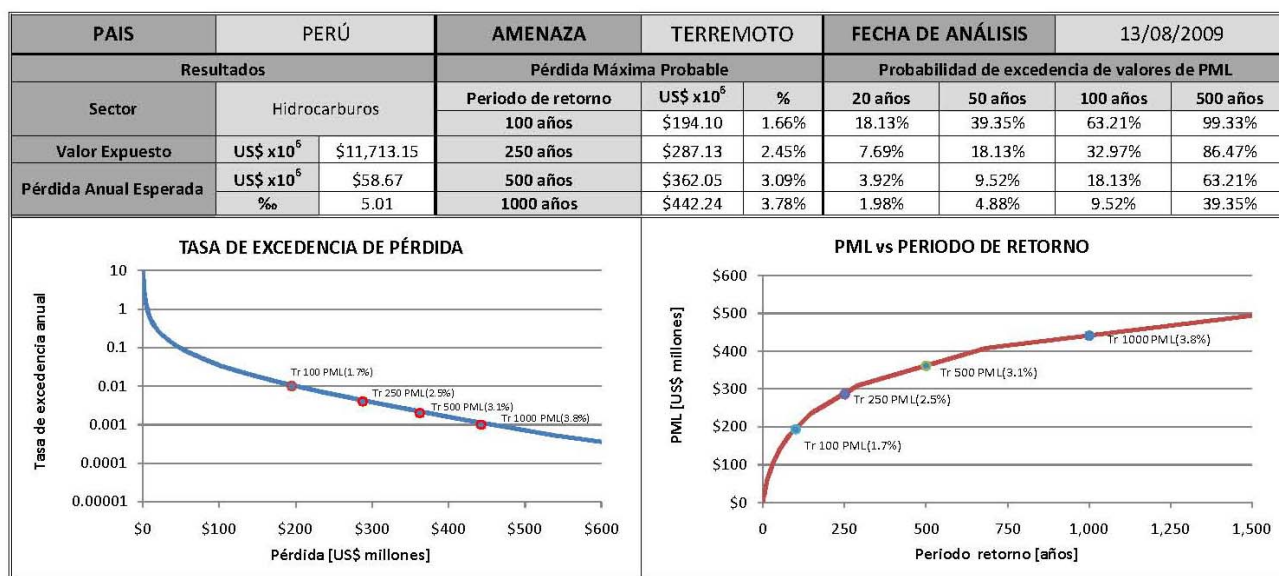 PAIS PERÚ AMENAZA TERREMOTO FECHA DE ANÁLISIS 13/08/2009
Resultados Pérdida Máxima Probable Probabilidad de excedencia de valores de PML
Sector Hidrocarburos Periodo de retorno US$ x10⁶ % 20 años 50 años 100 años 500 años
100 años $194.10 1.66% 18.13% 39.35% 63.21% 99.33%
Valor Expuesto US$ x10⁶ $11,713.15 250 años $287.13 2.45% 7.69% 18.13% 32.97% 86.47%
Pérdida Anual Esperada US$ x10⁶ $58.67 500 años $362.05 3.09% 3.92% 9.52% 18.13% 63.21%
‰ 5.01 1000 años $442.24 3.78% 1.98% 4.88% 9.52% 39.35%
TASA DE EXCEDENCIA DE PÉRDIDA
Tasa de excedencia anual
10
1
0.1
0.01
0.001
0.0001
0.00001
Tr 100 PML(1.7%)
Tr 250 PML(2.5%)
Tr 500 PML(3.1%)
Tr 1000 PML(3.8%)
$0 $100 $200 $300 $400 $500 $600
Pérdida [US$ millones]
PML vs PERIODO DE RETORNO
PML [US$ millones]
$600
$500
$400
$300
$200
$100
$0
Tr 1000 PML(3.8%)
Tr 500 PML(3.1%)
Tr 250 PML(2.5%)
Tr 100 PML(1.7%)
0 250 500 750 1,000 1,250 1,500
Periodo retorno [años]